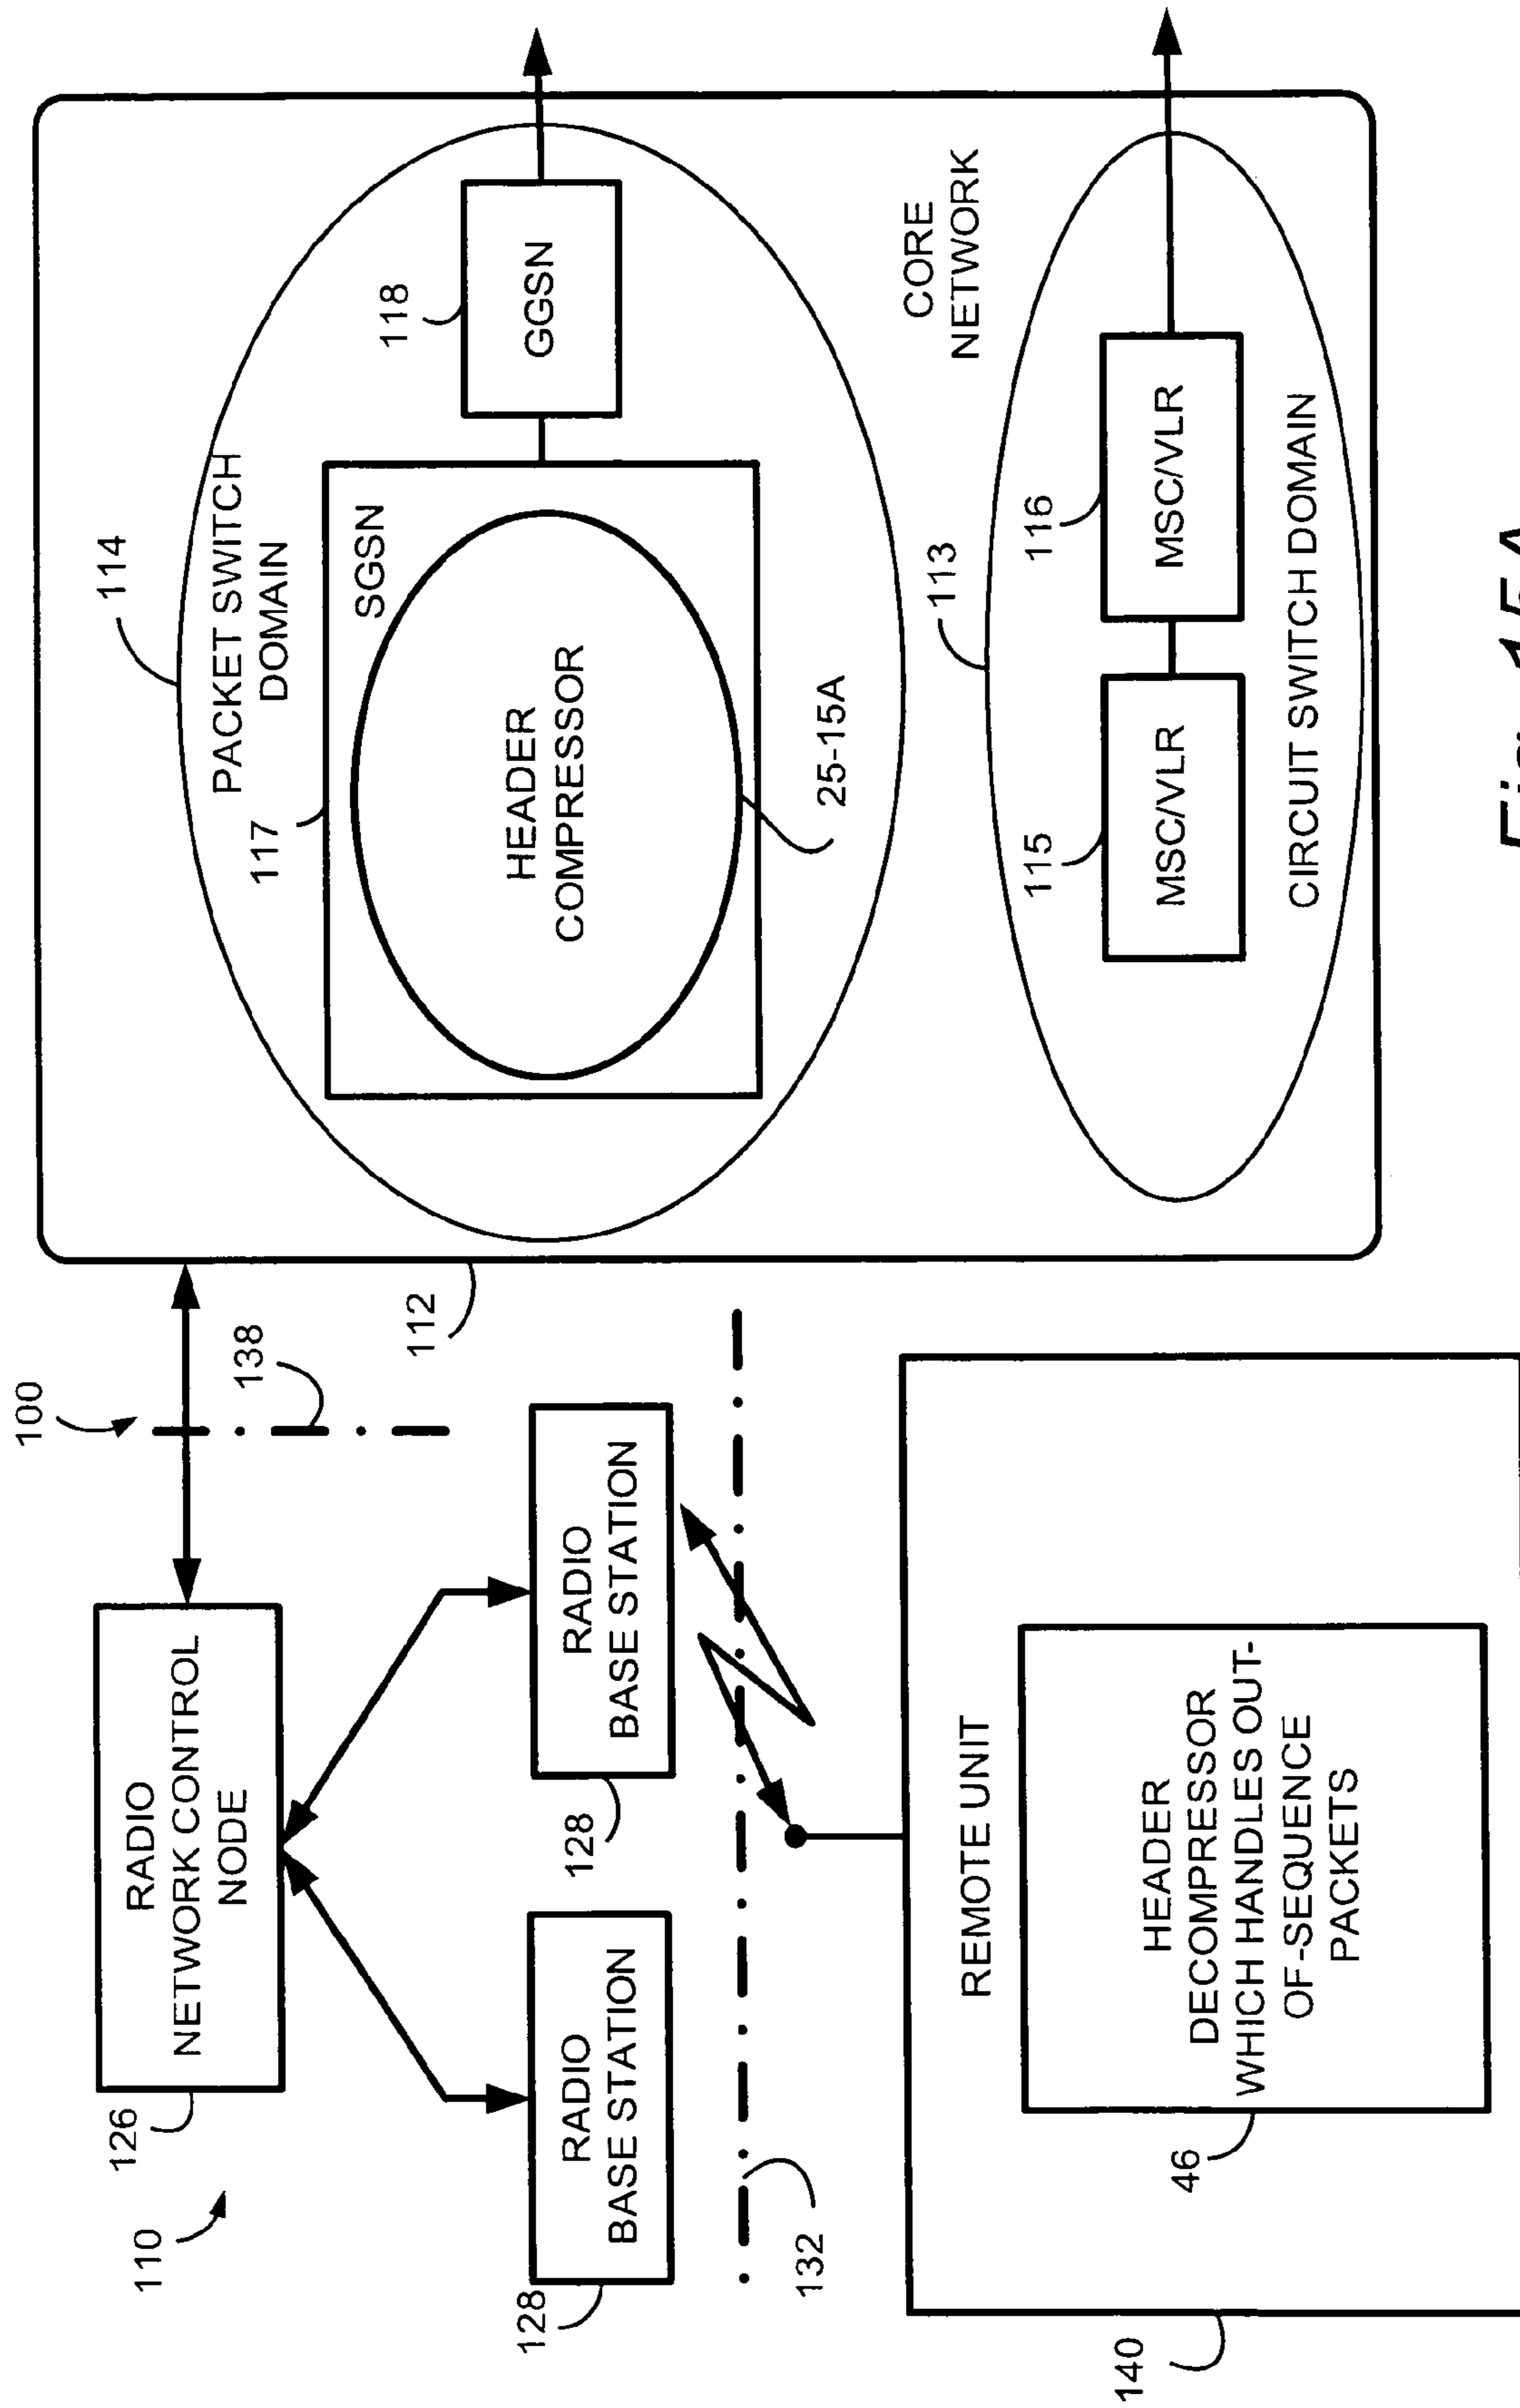 100
110
126
RADIO
NETWORK CONTROL
NODE
138
128
RADIO
BASE STATION
128
RADIO
BASE STATION
132
112
114
PACKET SWITCH
DOMAIN
117
SGSN
HEADER
COMPRESSOR
25-15A
118
GGSN
CORE
NETWORK
113
115
MSC/VLR
116
MSC/VLR
CIRCUIT SWITCH DOMAIN
140
REMOTE UNIT
46
HEADER
DECOMPRESSOR
WHICH HANDLES OUT-
OF-SEQUENCE
PACKETS
Fig. 15A